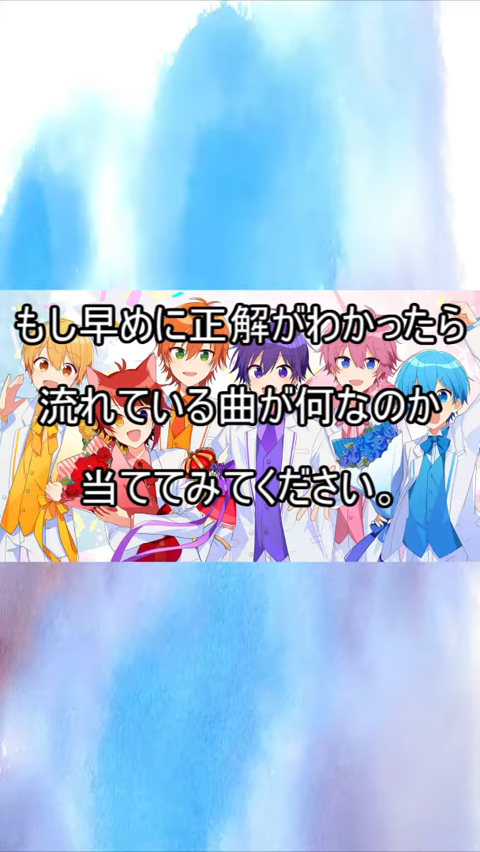 もし早めに正解がわかったら
流れている曲が何なのか
当ててみてください。